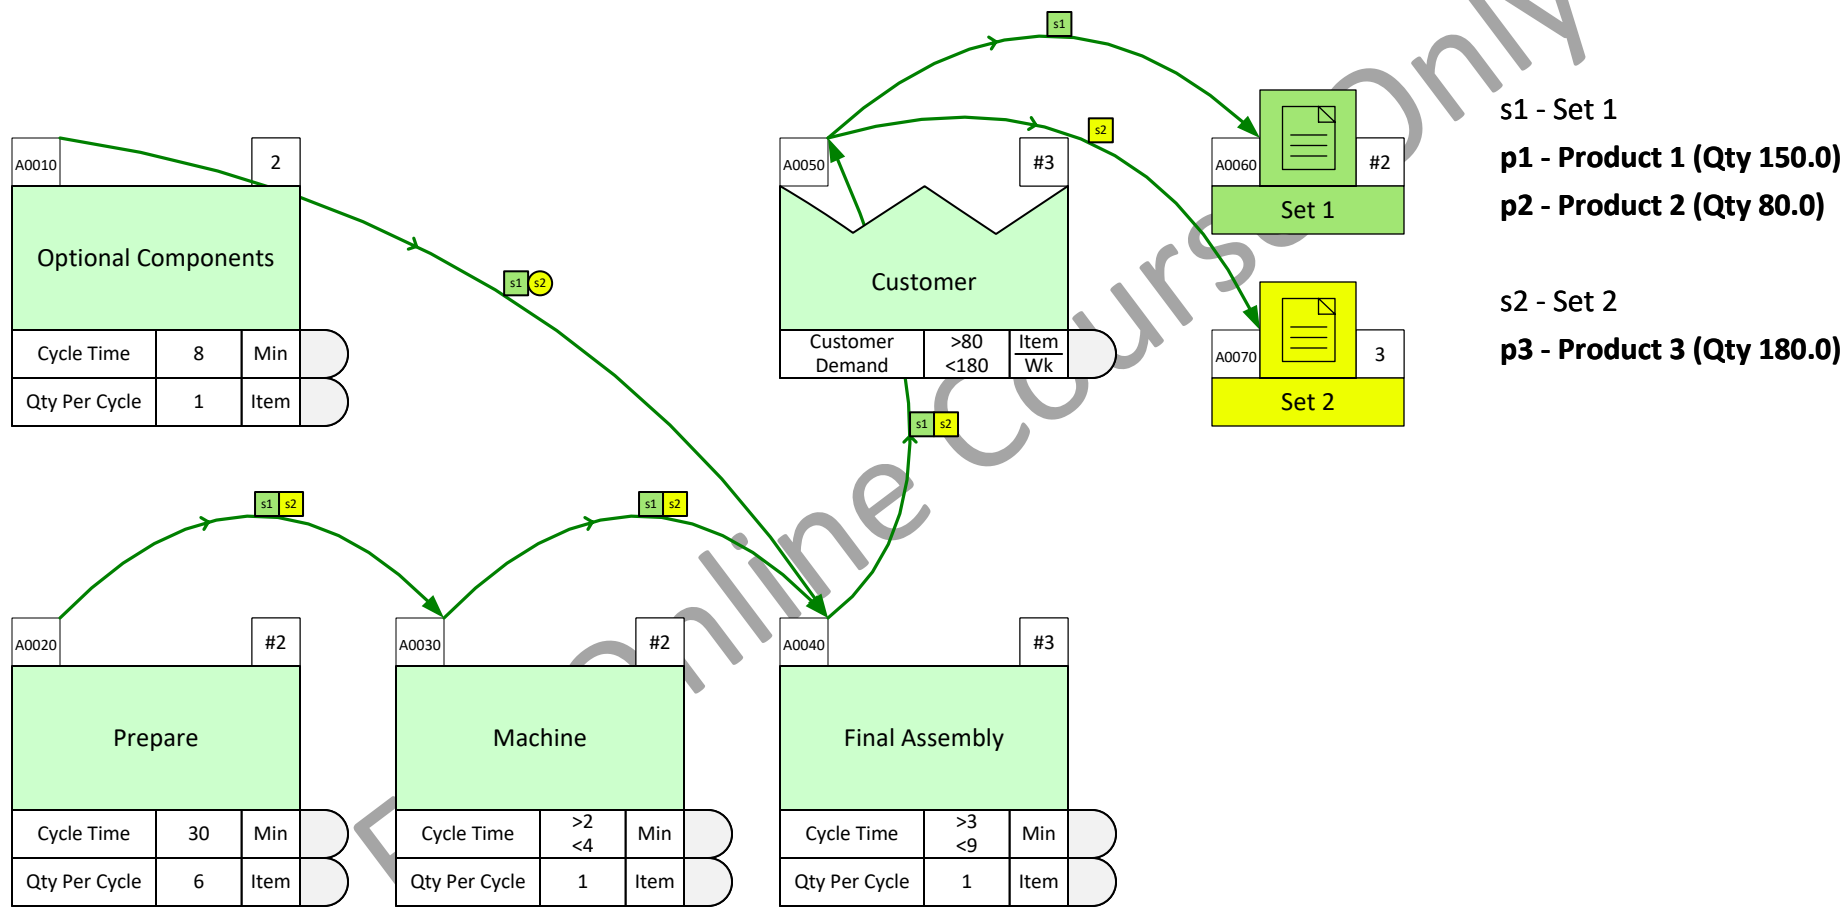 s1
s1 - Set 1
A0010
2
A0050
#3
s2
A0060
#2
p1 - Product 1 (Qty 150.0)
Set 1
p2 - Product 2 (Qty 80.0)
Optional Components
s1 s2
Customer
s2 - Set 2
Cycle Time 8 Min
Customer Demand >80 <180 Item Wk
A0070
3
p3 - Product 3 (Qty 180.0)
Qty Per Cycle 1 Item
Set 2
s1 s2
s1 s2
s1 s2
A0020
#2
A0030
#2
A0040
#3
Prepare
Machine
Final Assembly
Cycle Time 30 Min
Cycle Time >2 <4 Min
Cycle Time >3 <9 Min
Qty Per Cycle 6 Item
Qty Per Cycle 1 Item
Qty Per Cycle 1 Item
Online Course Only